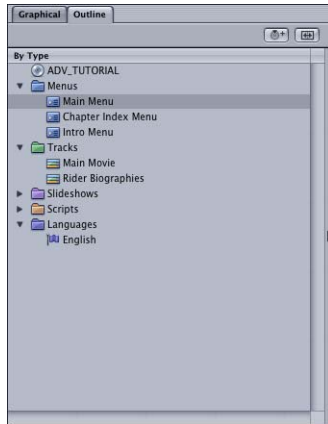 Graphical Outline
By Type
ADV_TUTORIAL
Menus
Main Menu
Chapter Index Menu
Intro Menu
Tracks
Main Movie
Rider Biographies
Slideshows
Scripts
Languages
English